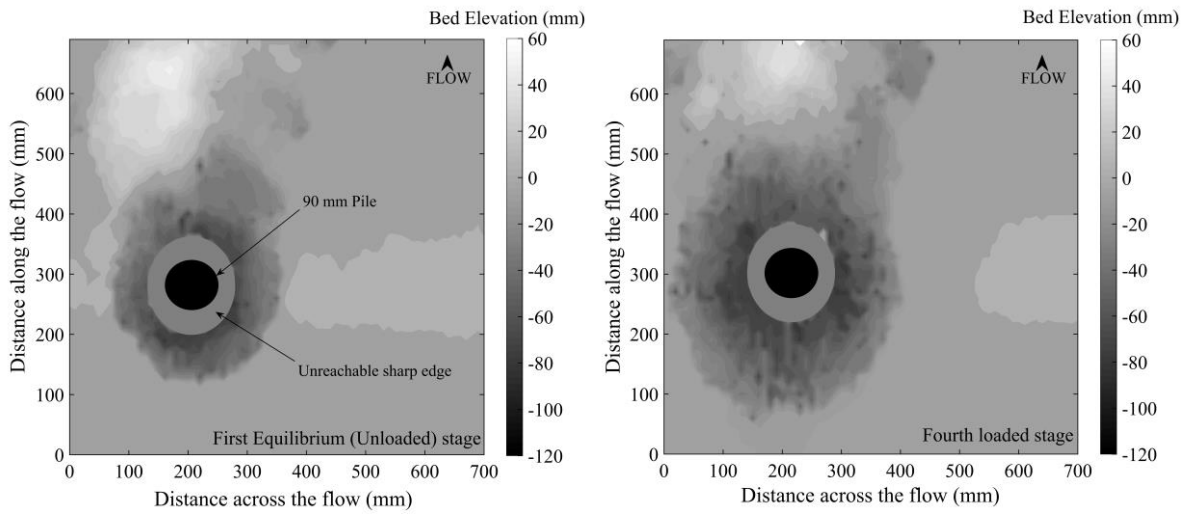 Bed Elevation (mm)
60
FLOW
600
40
500
20
Distance along the flow (mm)
0
400
90 mm Pile
-20
300
-40
200
-60
Unreachable sharp edge
-80
100
-100
First Equilibrium (Unloaded) stage
0
-120
0 100 200 300 400 500 600 700
Distance across the flow (mm)
Bed Elevation (mm)
60
FLOW
600
40
500
20
Distance along the flow (mm)
0
400
-20
300
-40
200
-60
-80
100
-100
Fourth loaded stage
0
-120
0 100 200 300 400 500 600 700
Distance across the flow (mm)